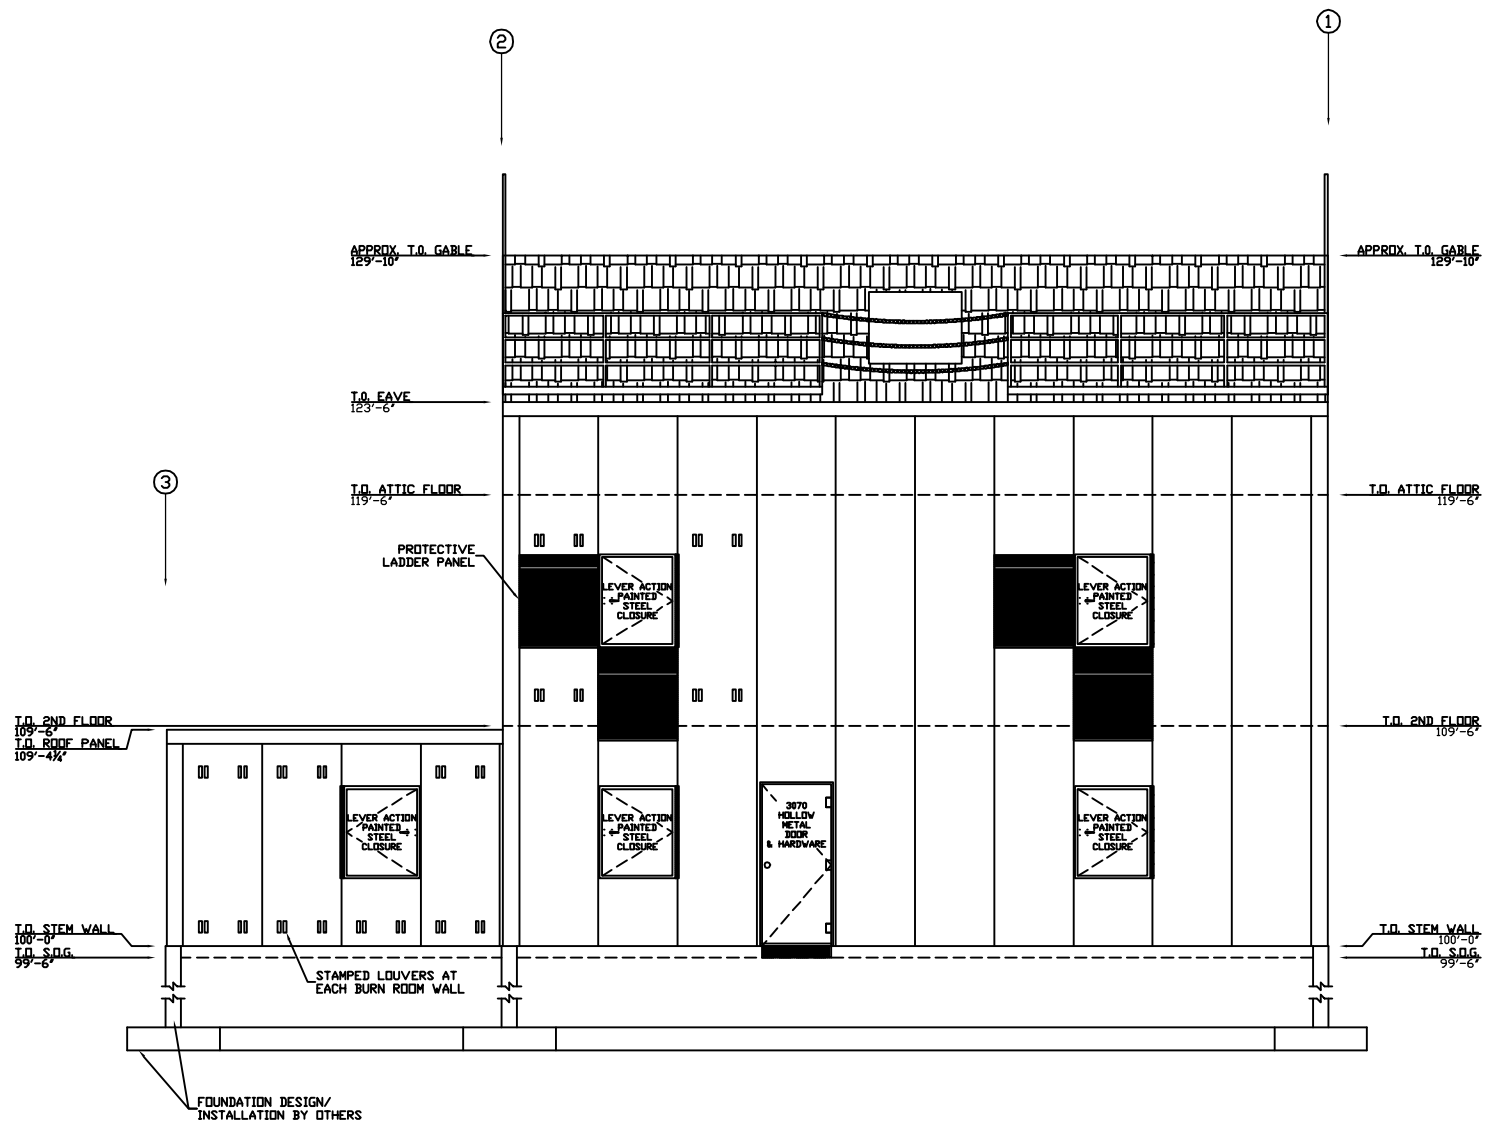 1
2
APPROX. T.O. GABLE
129'-10"
APPROX. T.O. GABLE
129'-10"
T.O. EAVE
123'-6"
3
T.O. ATTIC FLOOR
119'-6"
T.O. ATTIC FLOOR
119'-6"
PROTECTIVE
LADDER PANEL
LEVER ACTION
PAINTED
STEEL
CLOSURE
LEVER ACTION
PAINTED
STEEL
CLOSURE
T.O. 2ND FLOOR
109'-6"
T.O. ROOF PANEL
109'-4¼"
T.O. 2ND FLOOR
109'-6"
LEVER ACTION
PAINTED
STEEL
CLOSURE
LEVER ACTION
PAINTED
STEEL
CLOSURE
3070
HOLLOW
METAL
DOOR
& HARDWARE
LEVER ACTION
PAINTED
STEEL
CLOSURE
T.O. STEM WALL
100'-0"
T.O. S.O.G.
99'-6"
T.O. STEM WALL
100'-0"
T.O. S.O.G.
99'-6"
STAMPED LOUVERS AT
EACH BURN ROOM WALL
FOUNDATION DESIGN/
INSTALLATION BY OTHERS